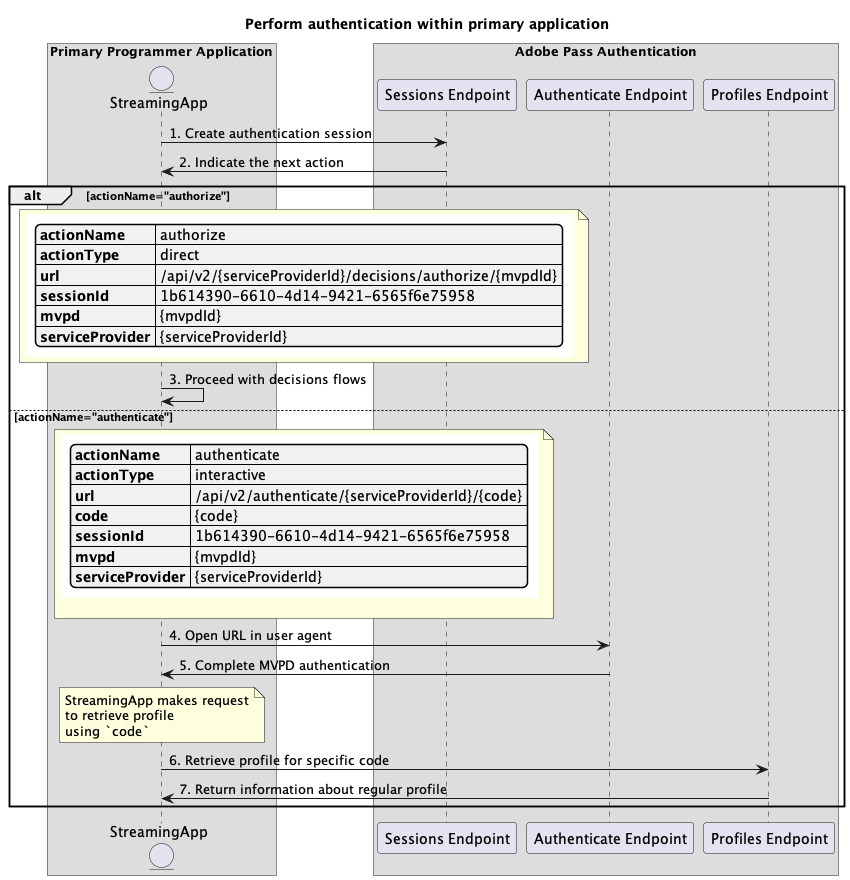 Perform authentication within primary application
Primary Programmer Application
Adobe Pass Authentication
StreamingApp
Sessions Endpoint
Authenticate Endpoint
Profiles Endpoint
1. Create authentication session
2. Indicate the next action
alt
[actionName="authorize"]
actionName authorize
actionType direct
url /api/v2/{serviceProviderId}/decisions/authorize/{mvpdId}
sessionId 1b614390-6610-4d14-9421-6565f6e75958
mvpd {mvpdId}
serviceProvider {serviceProviderId}
3. Proceed with decisions flows
[actionName="authenticate"]
actionName authenticate
actionType interactive
url /api/v2/authenticate/{serviceProviderId}/{code}
code {code}
sessionId 1b614390-6610-4d14-9421-6565f6e75958
mvpd {mvpdId}
serviceProvider {serviceProviderId}
4. Open URL in user agent
5. Complete MVPD authentication
StreamingApp makes request
to retrieve profile
using `code`
6. Retrieve profile for specific code
7. Return information about regular profile
StreamingApp
Sessions Endpoint
Authenticate Endpoint
Profiles Endpoint